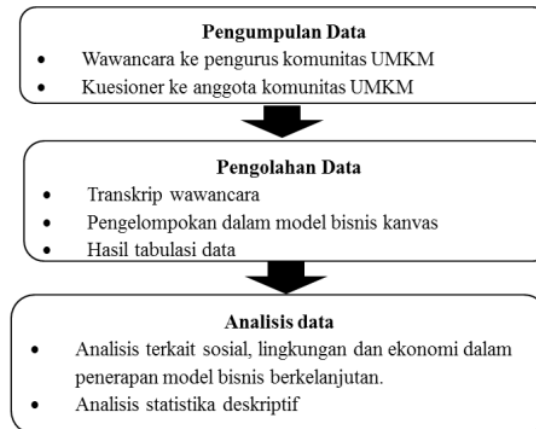 Pengumpulan Data
• Wawancara ke pengurus komunitas UMKM
• Kuesioner ke anggota komunitas UMKM
Pengolahan Data
• Transkrip wawancara
• Pengelompokan dalam model bisnis kanvas
• Hasil tabulasi data
Analisis data
• Analisis terkait sosial, lingkungan dan ekonomi dalam
penerapan model bisnis berkelanjutan.
• Analisis statistika deskriptif